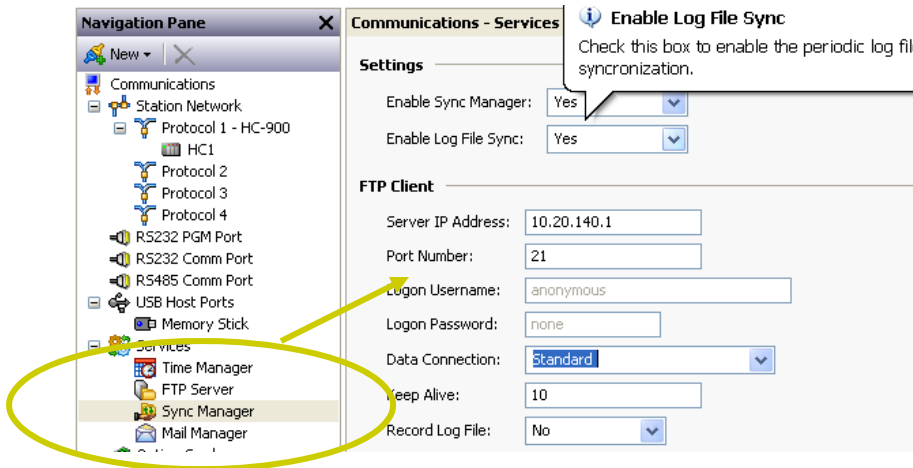 Navigation Pane
New
Communications
Station Network
Protocol 1 - HC-900
HC1
Protocol 2
Protocol 3
Protocol 4
RS232 PGM Port
RS232 Comm Port
RS485 Comm Port
USB Host Ports
Memory Stick
Services
Time Manager
FTP Server
Sync Manager
Mail Manager
Communications - Services
Enable Log File Sync
Check this box to enable the periodic log file
syncronization.
Settings
Enable Sync Manager: Yes
Enable Log File Sync: Yes
FTP Client
Server IP Address: 10.20.140.1
Port Number: 21
Logon Username: anonymous
Logon Password: none
Data Connection: Standard
Keep Alive: 10
Record Log File: No